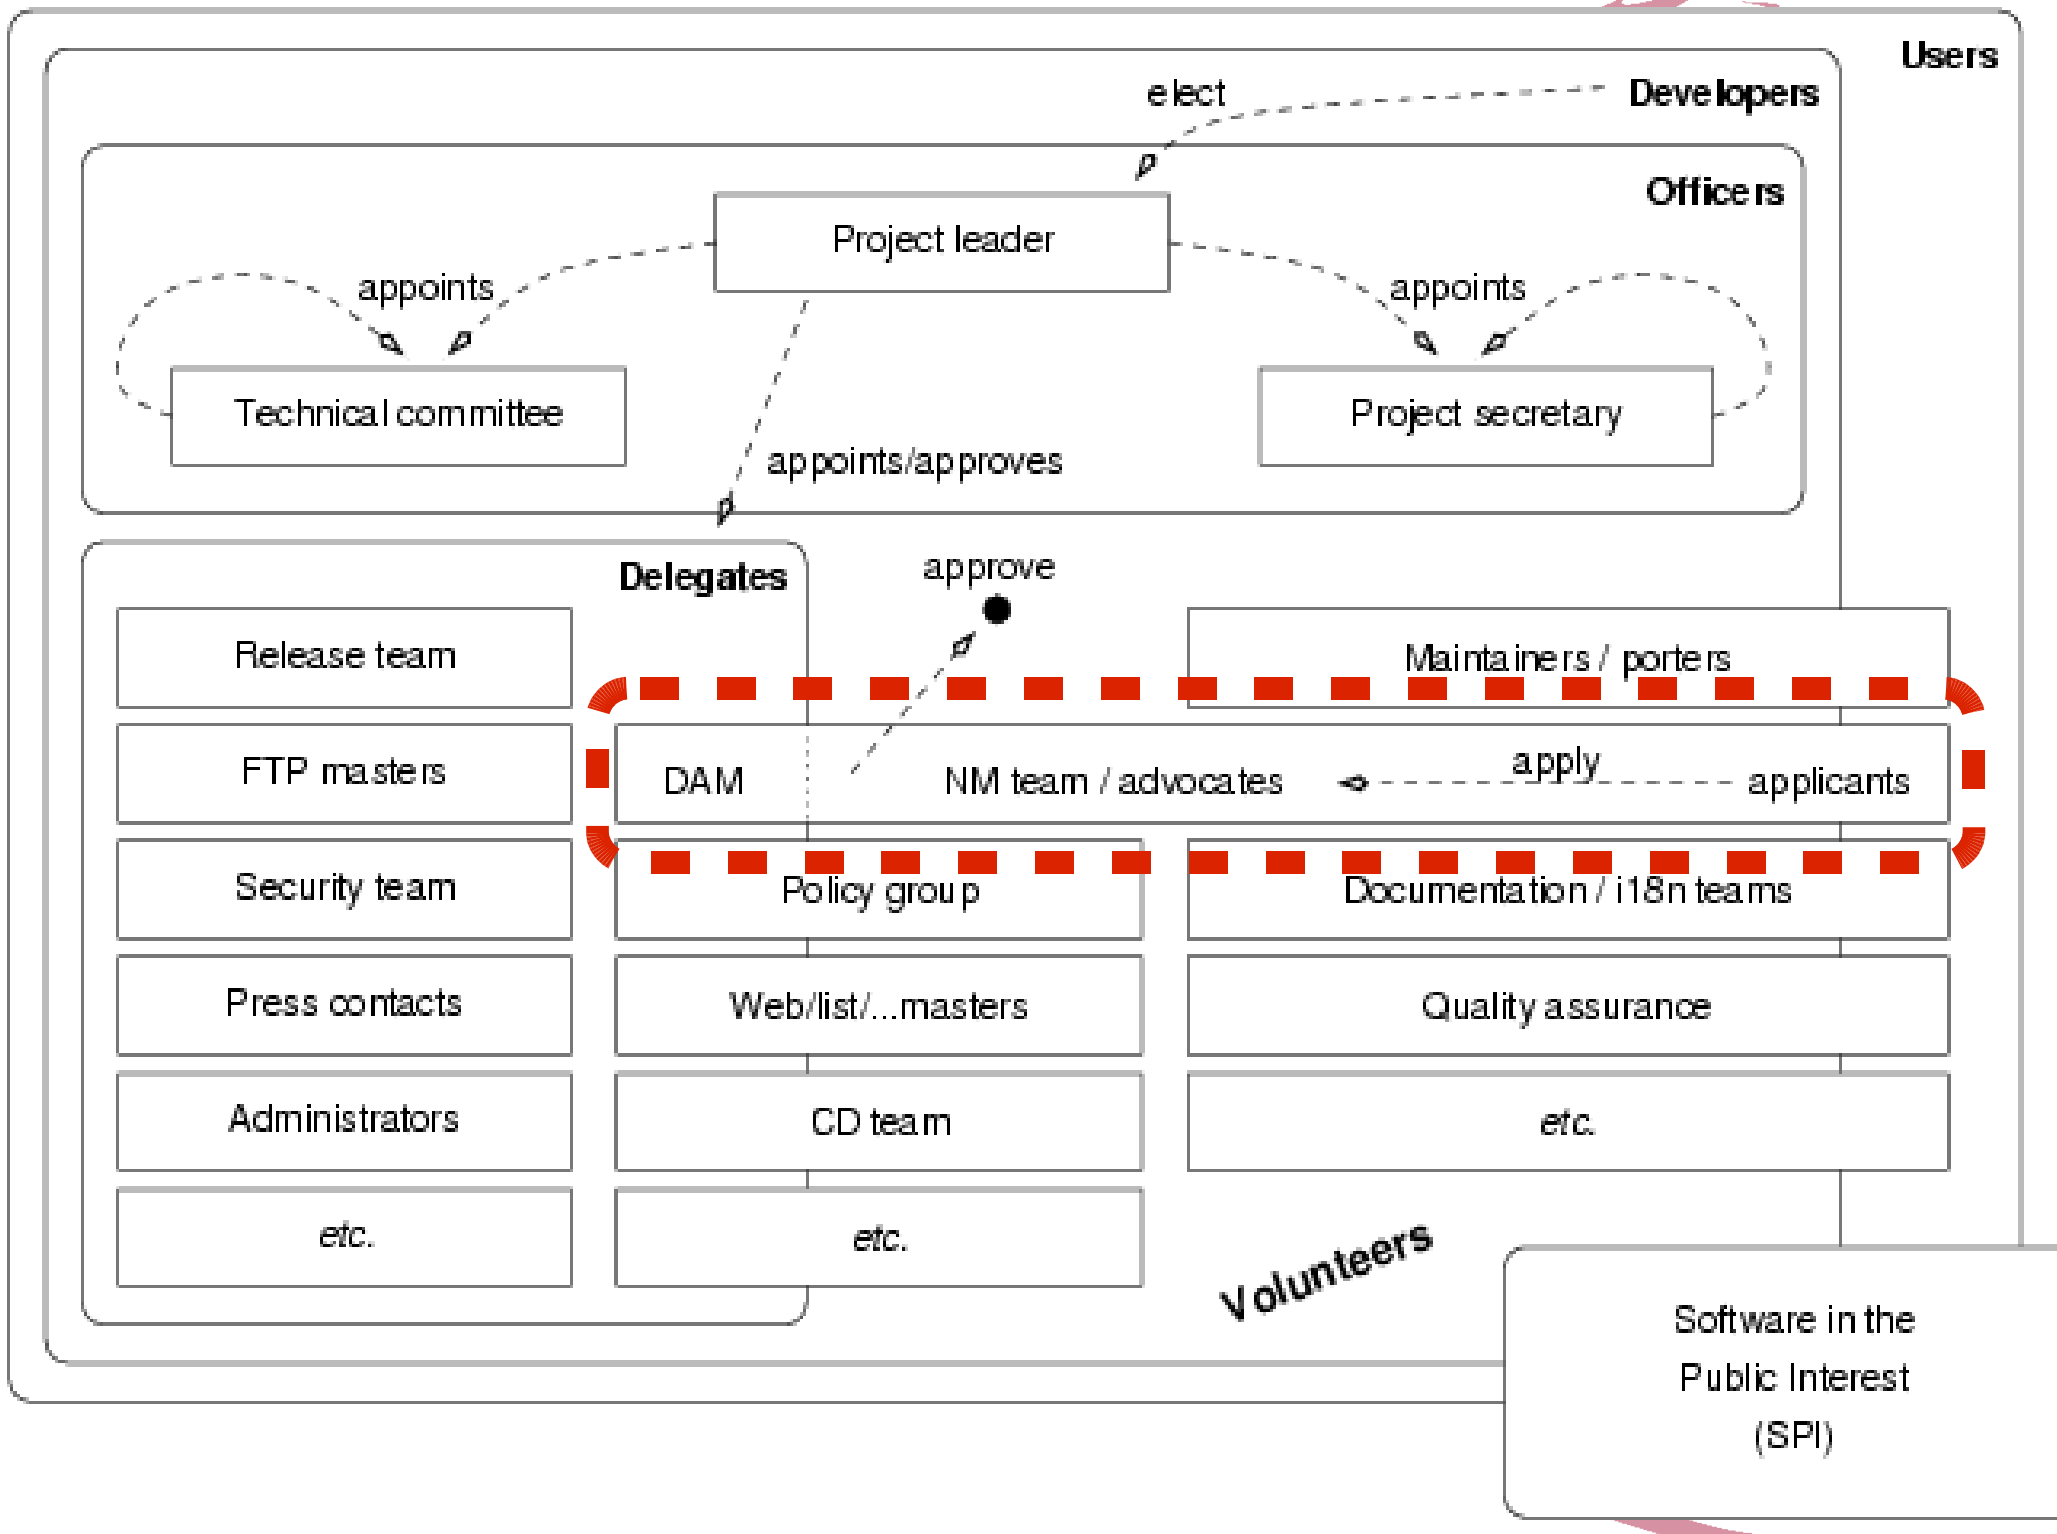 Users
elect
Developers
Officers
Project leader
appoints
appoints
Technical committee
Project secretary
appoints/approves
Delegates
approve
Release team
Maintainers / porters
FTP masters
DAM
NM team / advocates
apply
applicants
Security team
Policy group
Documentation / i18n teams
Press contacts
Web/list/...masters
Quality assurance
Administrators
CD team
etc.
etc.
etc.
Volunteers
Software in the
Public Interest
(SPI)